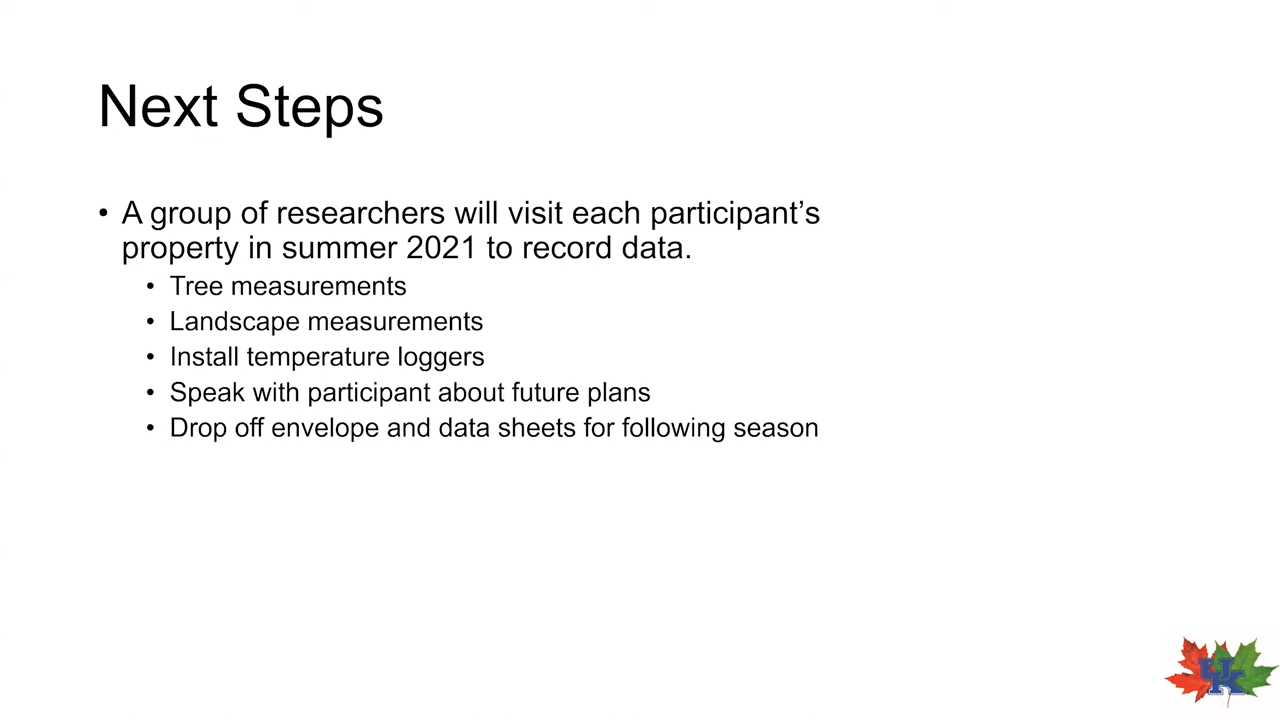 Next Steps
• A group of researchers will visit each participant’s
property in summer 2021 to record data.
• Tree measurements
• Landscape measurements
• Install temperature loggers
• Speak with participant about future plans
• Drop off envelope and data sheets for following season
UK